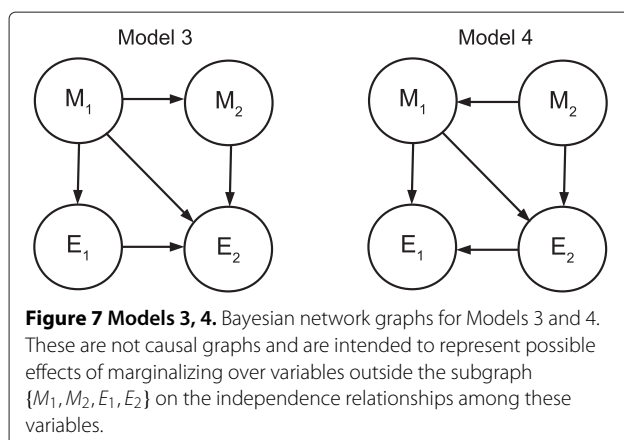 Model 3
Model 4
M₁
M₂
M₁
M₂
E₁
E₂
E₁
E₂
Figure 7 Models 3, 4. Bayesian network graphs for Models 3 and 4.
These are not causal graphs and are intended to represent possible
effects of marginalizing over variables outside the subgraph
{M₁, M₂, E₁, E₂} on the independence relationships among these
variables.